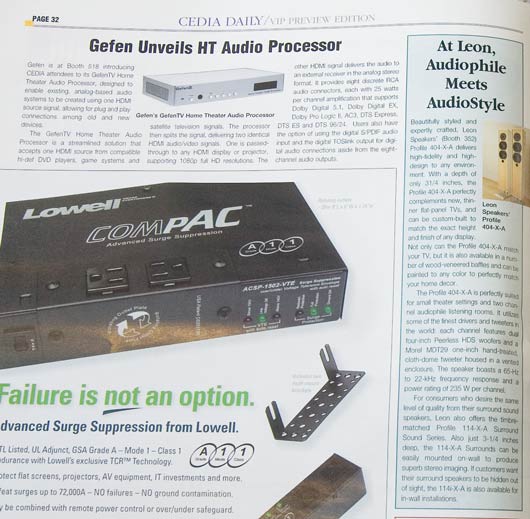 PAGE 32
CEDIA DAILY/VIP PREVIEW EDITION
Gefen Unveils HT Audio Processor
Gefen is at Booth 518 introducing
CEDIA attendees to its GefenTV Home
Theater Audio Processor, designed to
enable existing, analog-based audio
systems to be created using one HDMI
source signal, allowing for plug and play
connections among old and new
devices.
The GefenTV Home Theater Audio
Processor is a streamlined solution that
accepts one HDMI source from compatible
hi-def DVD players, game systems and
Gefen's GefenTV Home Theater Audio Processor
satellite television signals. The processor
then splits the signal, delivering two identical
HDMI audio/video signals. One is passed-
through to any HDMI display or projector,
supporting 1080p full HD resolutions. The
other HDMI signal delivers the audio to
an external receiver in the analog stereo
format. It provides eight discrete RCA
audio connectors, each with 25 watts
per channel amplification that supports
Dolby Digital 5.1, Dolby Digital EX,
Dolby Pro Logic II, AC3, DTS Express,
DTS ES and DTS 96/24. Users also have
the option of using the digital S/PDIF audio
input and the digital TOSlink output for digi-
tal audio connections aside from the eight-
channel audio outputs.
At Leon,
Audiophile
Meets
AudioStyle
Beautifully styled and
expertly crafted, Leon
Speakers' (Booth 352)
Profile 404-X-A delivers
high-fidelity and high-
design to any environ-
ment. With a depth of
only 31/4 inches, the
Profile 404-X-A perfectly
complements new, thin-
ner flat-panel TVs, and
can be custom-built to
match the exact height
and finish of any display.
Not only can the Profile 404-X-A match
your TV, but it is also available in a num-
ber of wood-veneered baffles and can be
painted to any color to perfectly match
your home decor.
The Profile 404-X-A is perfectly suited
for small theater settings and two chan-
nel audiophile listening rooms. It utilizes
some of the finest drivers and tweeters in
the world: each channel features dual
four-inch Peerless HDS woofers and a
Morel MDT29 one-inch hand-treated,
cloth-dome tweeter housed in a vented
enclosure. The speaker boasts a 65-Hz
to 22-kHz frequency response and a
power rating of 235 W per channel.
For consumers who desire the same
level of quality from their surround sound
speakers, Leon also offers the timbre-
matched Profile 114-X-A Surround
Sound Series. Also just 3-1/4 inches
deep, the 114-X-A Surrounds can be
easily mounted on-wall to produce
superb stereo imaging. If customers want
their surround speakers to be hidden out
of sight, the 114-X-A is also available for
in-wall installations.
Leon
Speakers'
Profile
404-X-A
Lowell
COMPAC
Advanced Surge Suppression
A 1 1
ACSP-1502-VTE
Surge Suppression
with auto reset
Failure is not an option.
dvanced Surge Suppression from Lowell.
TL Listed, UL Adjunct, GSA Grade A – Mode 1 – Class 1
ndurance with Lowell's exclusive TCR™ Technology.
A 1 1
Grade Mode Class
otect flat screens, projectors, AV equipment, IT investments and more.
feat surges up to 72,000A – NO failures – NO ground contamination.
y be combined with remote power control or over/under safeguard.